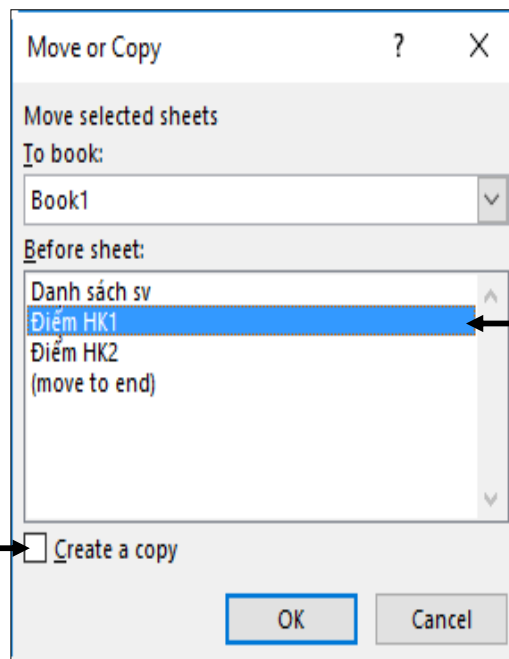 Move or Copy ? X
Move selected sheets
To book:
Book1
Before sheet:
Danh sách sv
Điểm HK1
Điểm HK2
(move to end)
Create a copy
OK Cancel